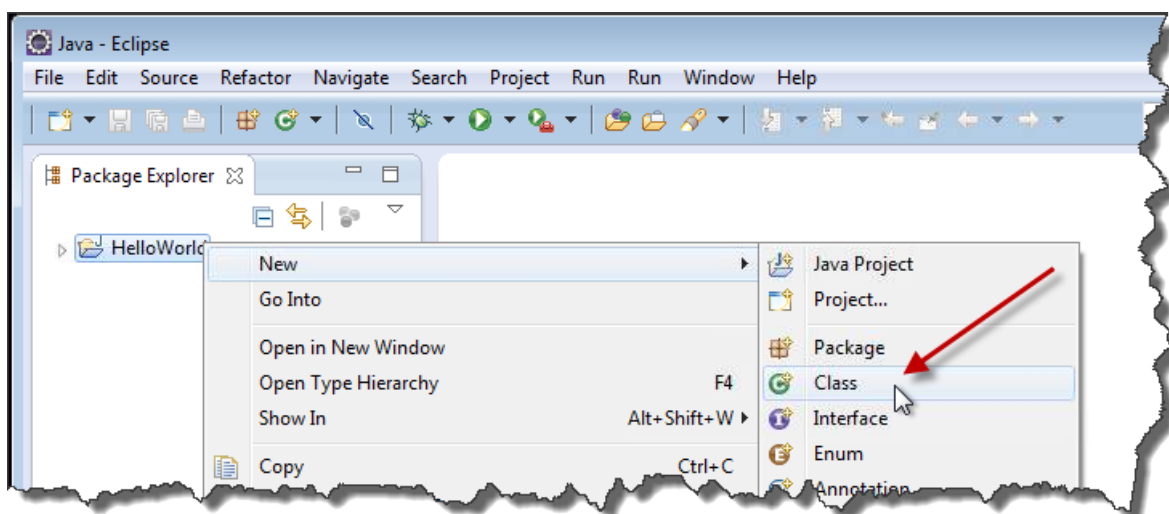 Java - Eclipse
File Edit Source Refactor Navigate Search Project Run Run Window Help
Package Explorer
HelloWorld
New
Go Into
Open in New Window
Open Type Hierarchy F4
Show In Alt+Shift+W
Copy Ctrl+C
Java Project
Project...
Package
Class
Interface
Enum
Annotation